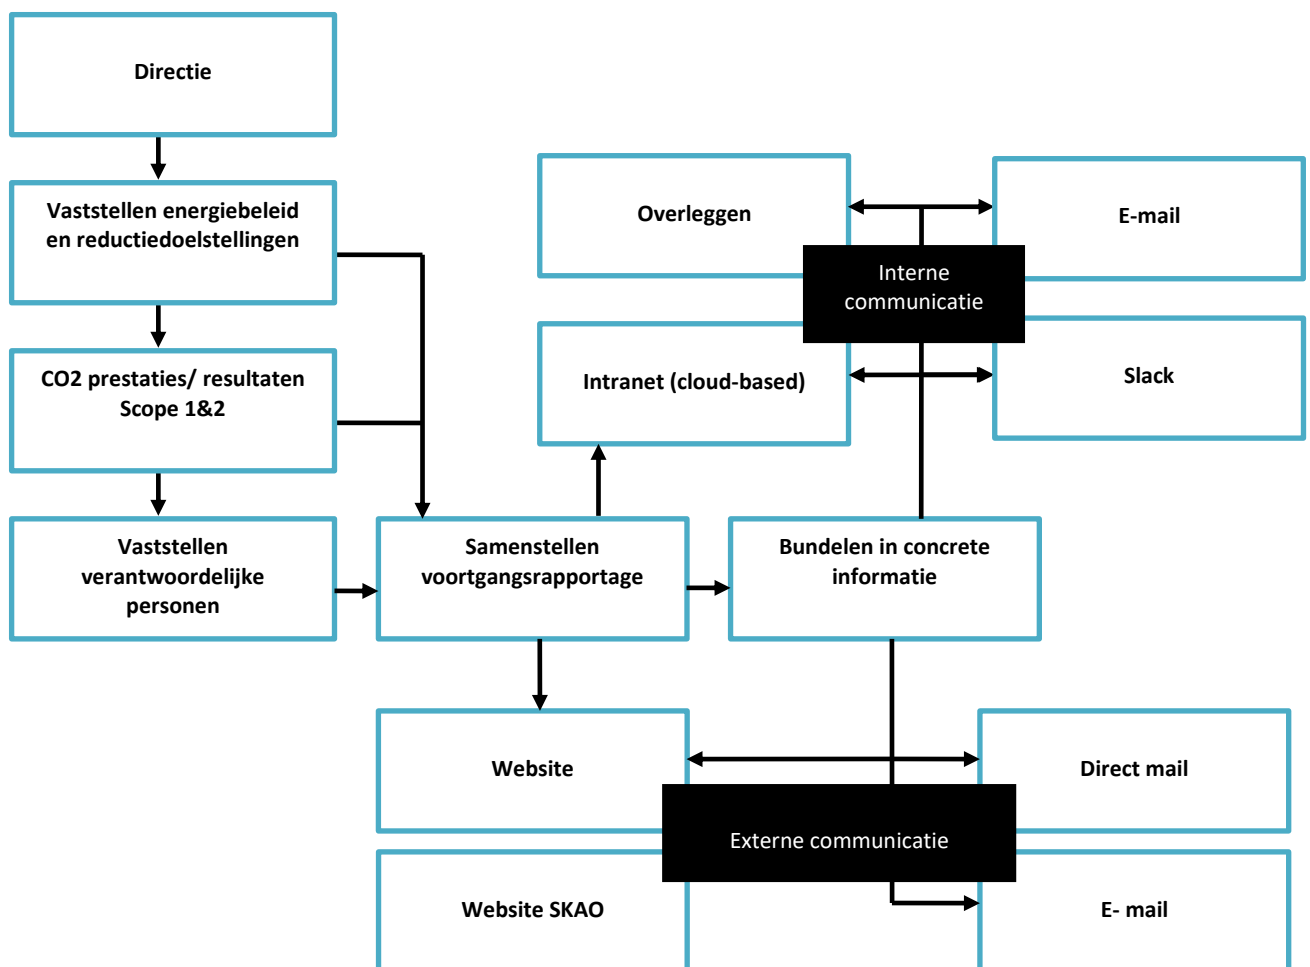 Directie
Vaststellen energiebeleid
en reductiedoelstellingen
CO2 prestaties/ resultaten
Scope 1&2
Vaststellen
verantwoordelijke
personen
Samenstellen
voortgangsrapportage
Bundelen in concrete
informatie
Overleggen
E-mail
Interne
communicatie
Intranet (cloud-based)
Slack
Website
Direct mail
Externe communicatie
Website SKAO
E- mail